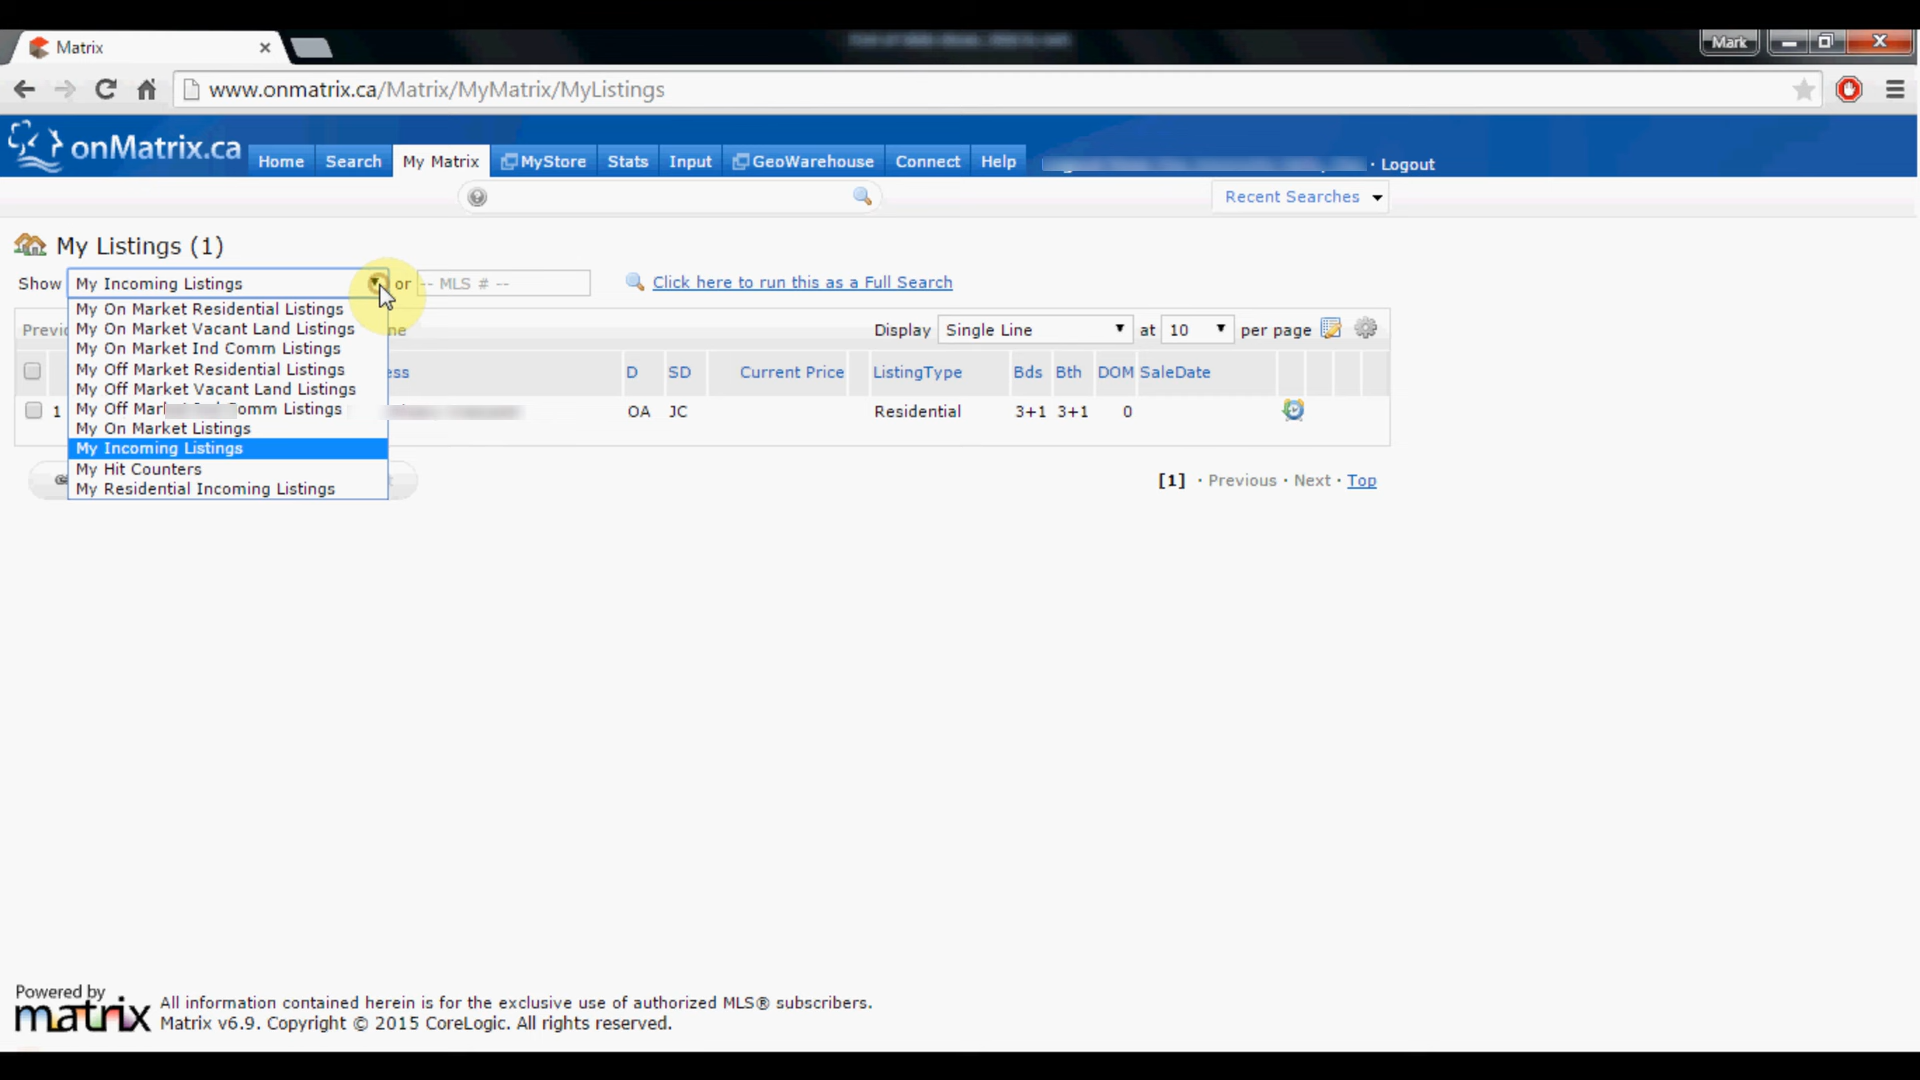 Matrix
Mark
www.onmatrix.ca/Matrix/MyMatrix/MyListings
onMatrix.ca Home Search My Matrix MyStore Stats Input GeoWarehouse Connect Help · Logout
Recent Searches
My Listings (1)
Show My Incoming Listings or -- MLS # -- Click here to run this as a Full Search
My On Market Residential Listings
My On Market Vacant Land Listings
My On Market Ind Comm Listings
My Off Market Residential Listings
My Off Market Vacant Land Listings
My Off Comm Listings
My On Market Listings
My Incoming Listings
My Hit Counters
My Residential Incoming Listings
Display Single Line at 10 per page
D SD Current Price ListingType Bds Bth DOM SaleDate
1 OA JC Residential 3+1 3+1 0
[1] · Previous · Next · Top
Powered by
matrix
All information contained herein is for the exclusive use of authorized MLS® subscribers.
Matrix v6.9. Copyright © 2015 CoreLogic. All rights reserved.